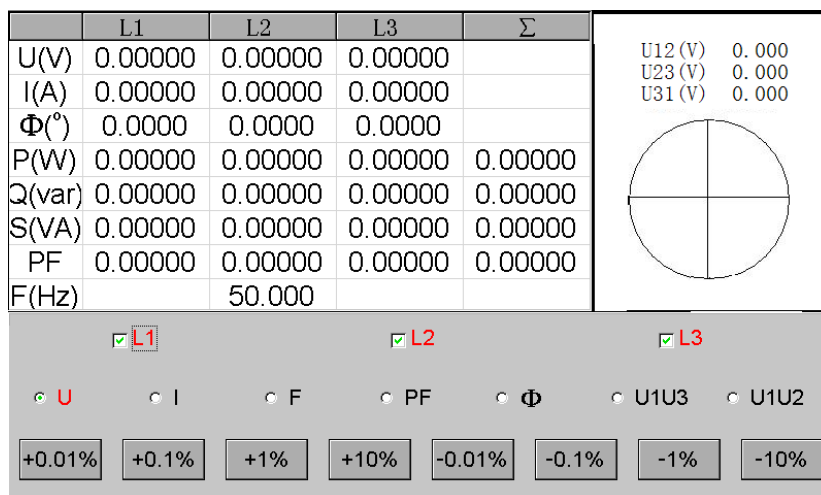 L1 L2 L3 Σ
U(V) 0.00000 0.00000 0.00000
I(A) 0.00000 0.00000 0.00000
Φ(°) 0.0000 0.0000 0.0000
P(W) 0.00000 0.00000 0.00000 0.00000
Q(var) 0.00000 0.00000 0.00000 0.00000
S(VA) 0.00000 0.00000 0.00000 0.00000
PF 0.00000 0.00000 0.00000 0.00000
F(Hz) 50.000
U12(V) 0.000
U23(V) 0.000
U31(V) 0.000
L1 L2 L3
U I F PF Φ U1U3 U1U2
+0.01% +0.1% +1% +10% -0.01% -0.1% -1% -10%